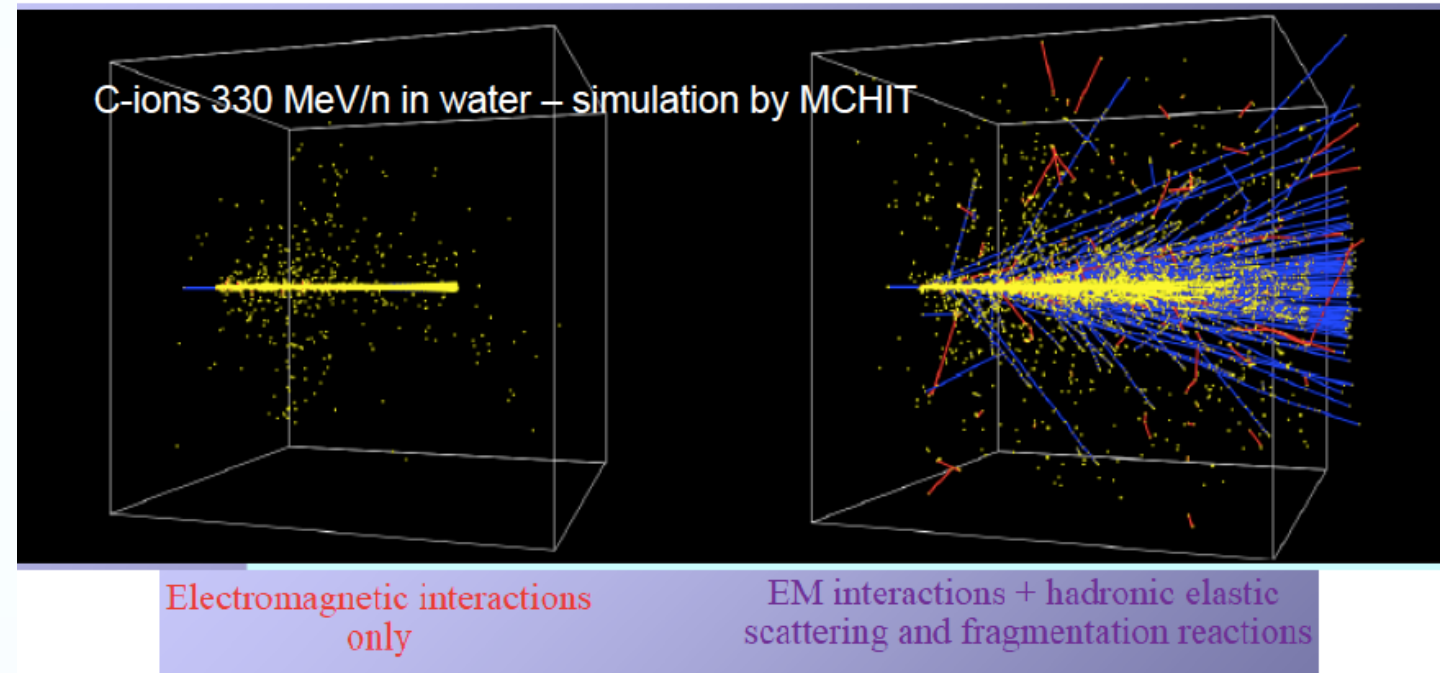 C-ions 330 MeV/n in water – simulation by MCHIT
Electromagnetic interactions
only
EM interactions + hadronic elastic
scattering and fragmentation reactions